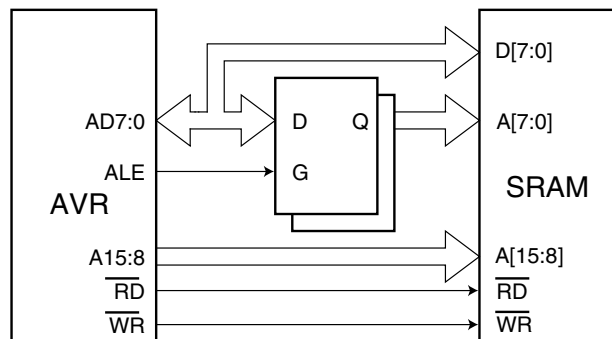 D[7:0]
AD7:0
D
Q
A[7:0]
ALE
G
AVR
SRAM
A15:8
A[15:8]
RD
RD
WR
WR